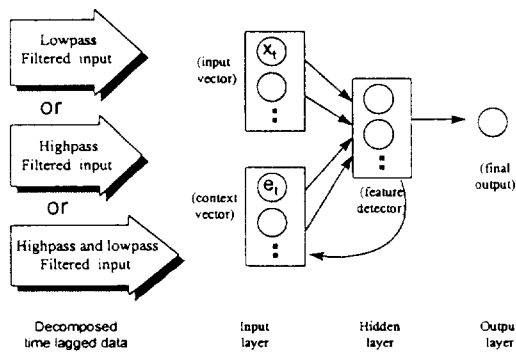 Lowpass
Filtered input
or
Highpass
Filtered input
or
Highpass and lowpass
Filtered input
Decomposed
time lagged data
(input
vector)
x_t
(context
vector)
e_t
Input
layer
(feature
detector)
Hidden
layer
(final
output)
Outpu
layer